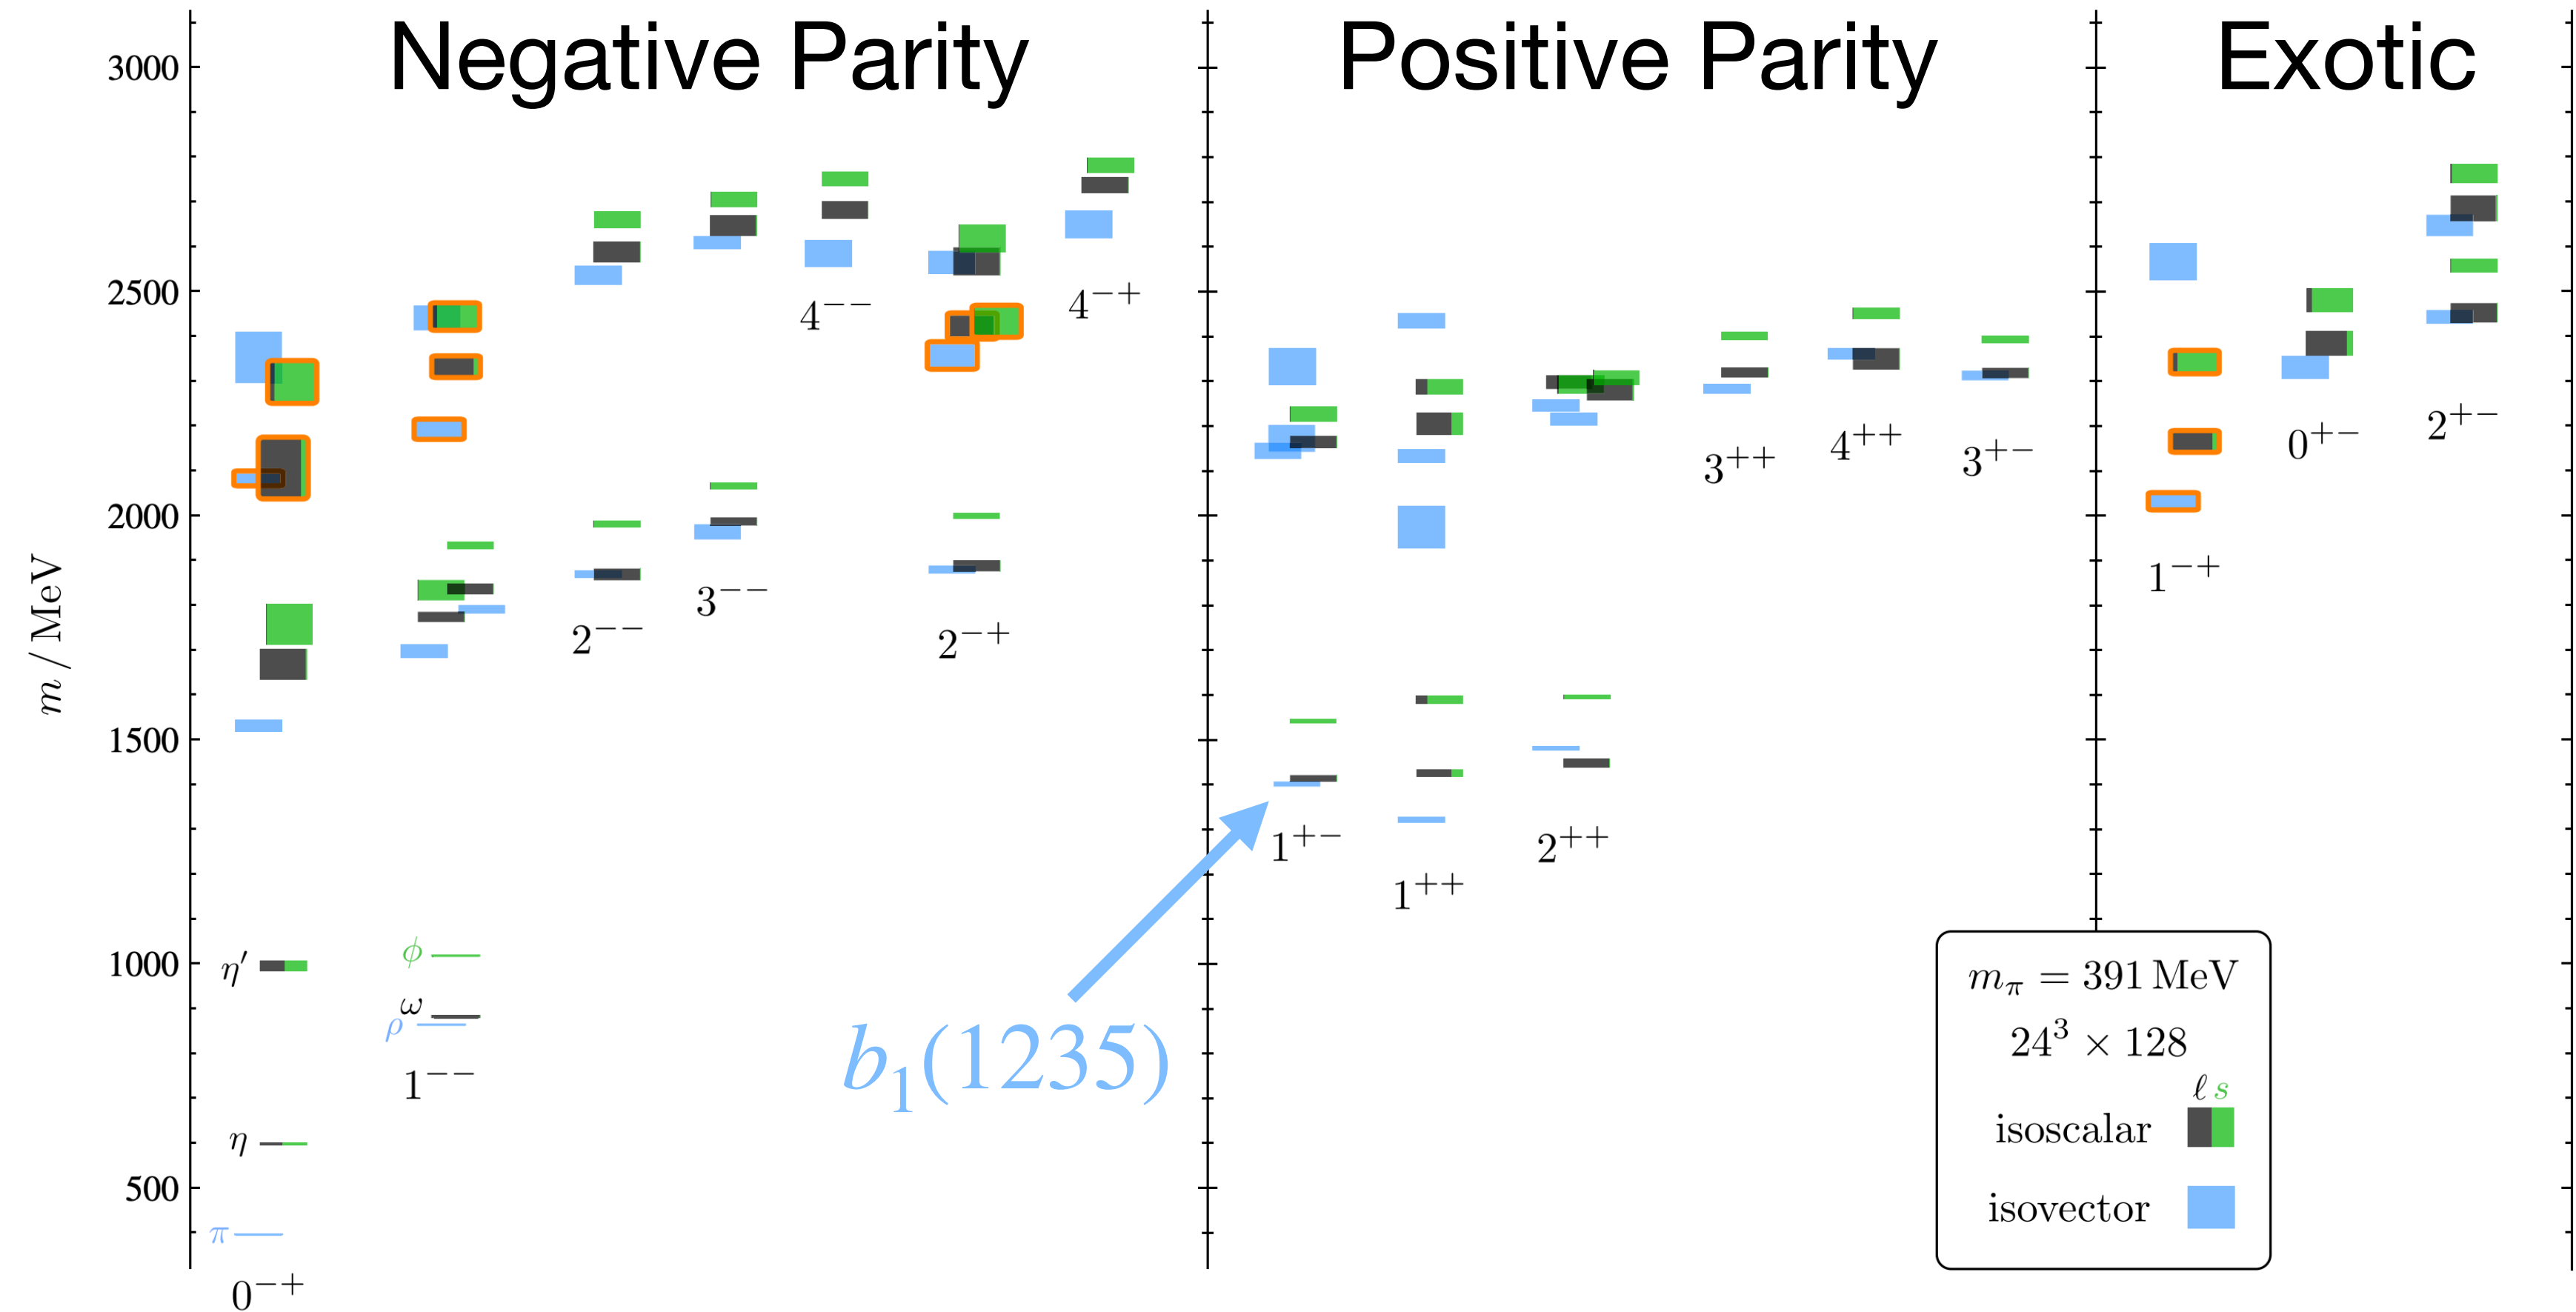 Negative Parity
Positive Parity
Exotic
m / MeV
3000
2500
2000
1500
1000
500
4⁻⁻
4⁻⁺
2⁻⁻
3⁻⁻
2⁻⁺
3⁺⁺
4⁺⁺
3⁺⁻
0⁺⁻
2⁺⁻
1⁻⁺
1⁺⁻
2⁺⁺
1⁺⁺
η′
ϕ
ω
ρ
1⁻⁻
η
π
0⁻⁺
b₁(1235)
m_π = 391 MeV
24³ × 128
ℓ s
isoscalar
isovector